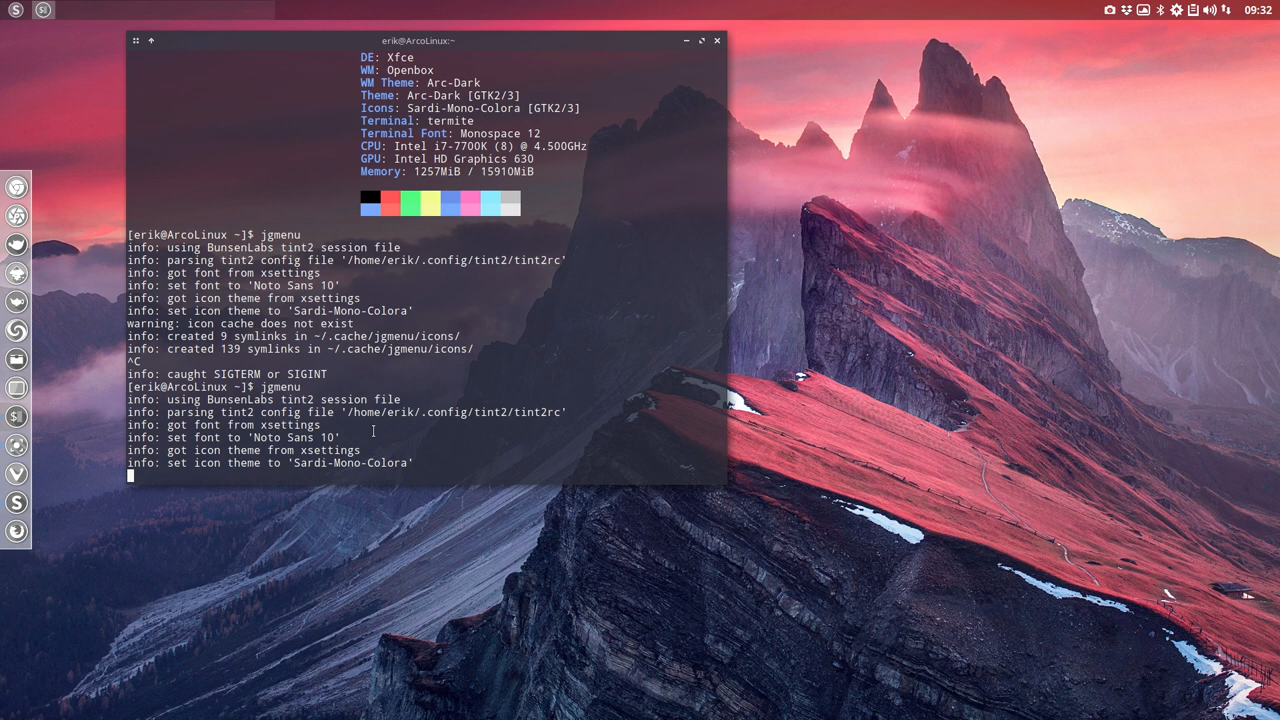 09:32
erik@ArcoLinux:~
DE: Xfce
WM: Openbox
WM Theme: Arc-Dark
Theme: Arc-Dark [GTK2/3]
Icons: Sardi-Mono-Colora [GTK2/3]
Terminal: termite
Terminal Font: Monospace 12
CPU: Intel i7-7700K (8) @ 4.500GHz
GPU: Intel HD Graphics 630
Memory: 1257MiB / 15910MiB
[erik@ArcoLinux ~]$ jgmenu
info: using BunsenLabs tint2 session file
info: parsing tint2 config file '/home/erik/.config/tint2/tint2rc'
info: got font from xsettings
info: set font to 'Noto Sans 10'
info: got icon theme from xsettings
info: set icon theme to 'Sardi-Mono-Colora'
warning: icon cache does not exist
info: created 9 symlinks in ~/.cache/jgmenu/icons/
info: created 139 symlinks in ~/.cache/jgmenu/icons/
^C
info: caught SIGTERM or SIGINT
[erik@ArcoLinux ~]$ jgmenu
info: using BunsenLabs tint2 session file
info: parsing tint2 config file '/home/erik/.config/tint2/tint2rc'
info: got font from xsettings
info: set font to 'Noto Sans 10'
info: got icon theme from xsettings
info: set icon theme to 'Sardi-Mono-Colora'